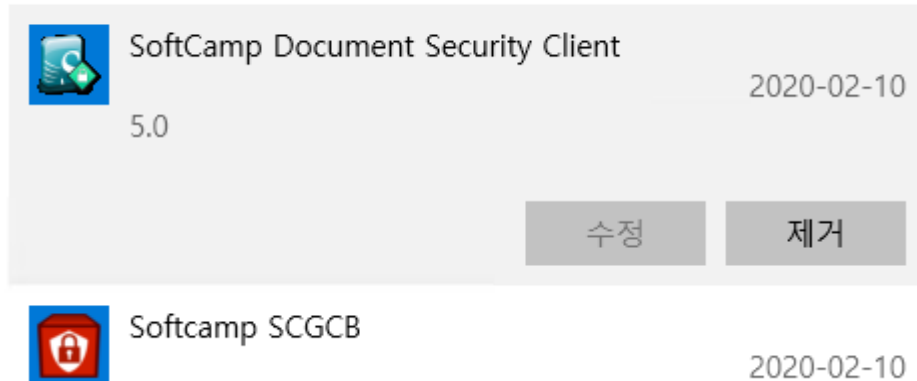 SoftCamp Document Security Client
2020-02-10
5.0
수정
제거
Softcamp SCGCB
2020-02-10